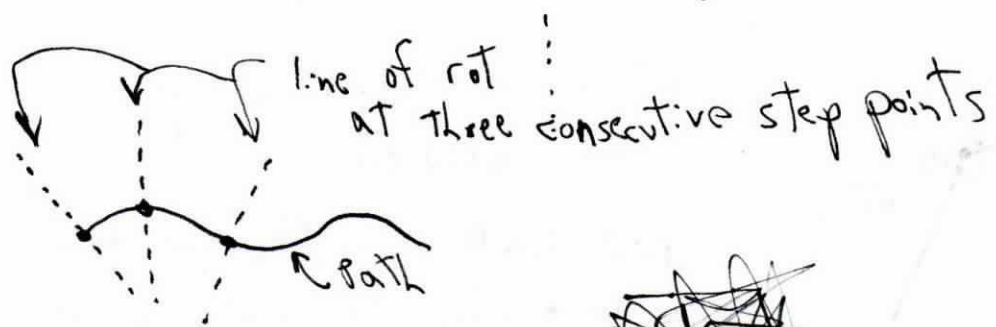 line of rot
at three consecutive step points
path